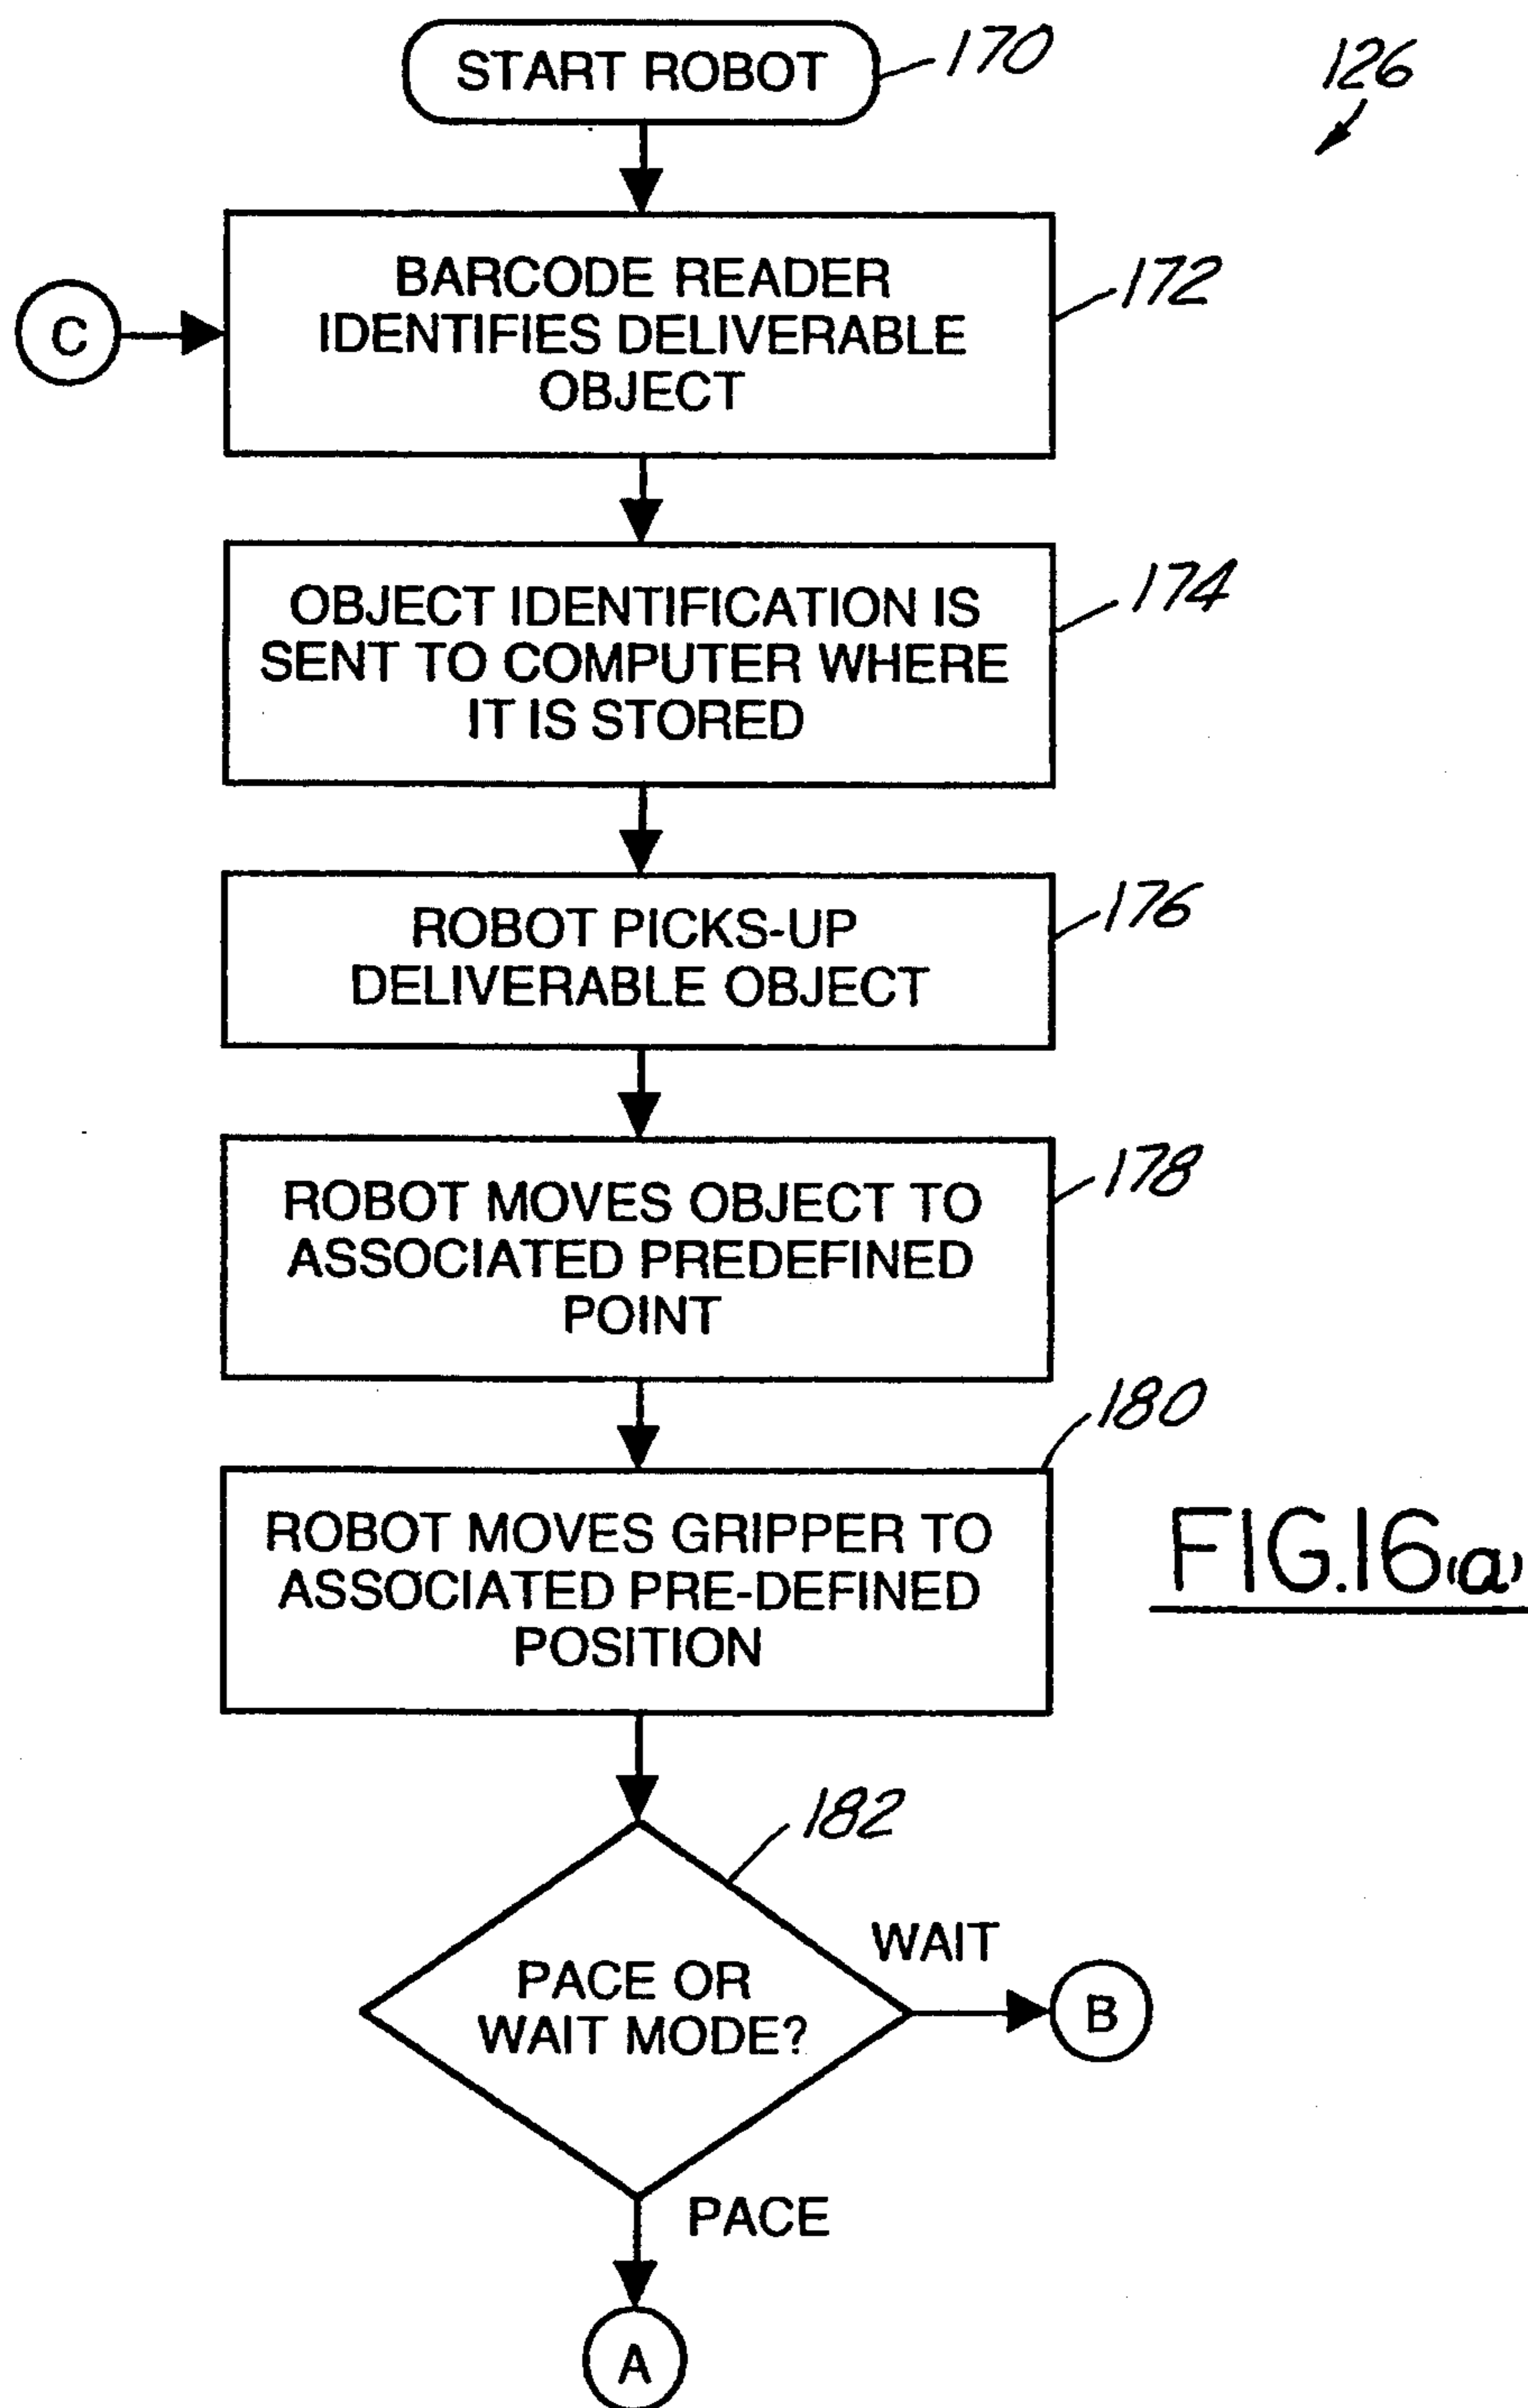 START ROBOT
170
126
C
BARCODE READER
IDENTIFIES DELIVERABLE
OBJECT
172
OBJECT IDENTIFICATION IS
SENT TO COMPUTER WHERE
IT IS STORED
174
ROBOT PICKS-UP
DELIVERABLE OBJECT
176
ROBOT MOVES OBJECT TO
ASSOCIATED PREDEFINED
POINT
178
180
ROBOT MOVES GRIPPER TO
ASSOCIATED PRE-DEFINED
POSITION
FIG.16(a)
182
PACE OR
WAIT MODE?
WAIT
B
PACE
A